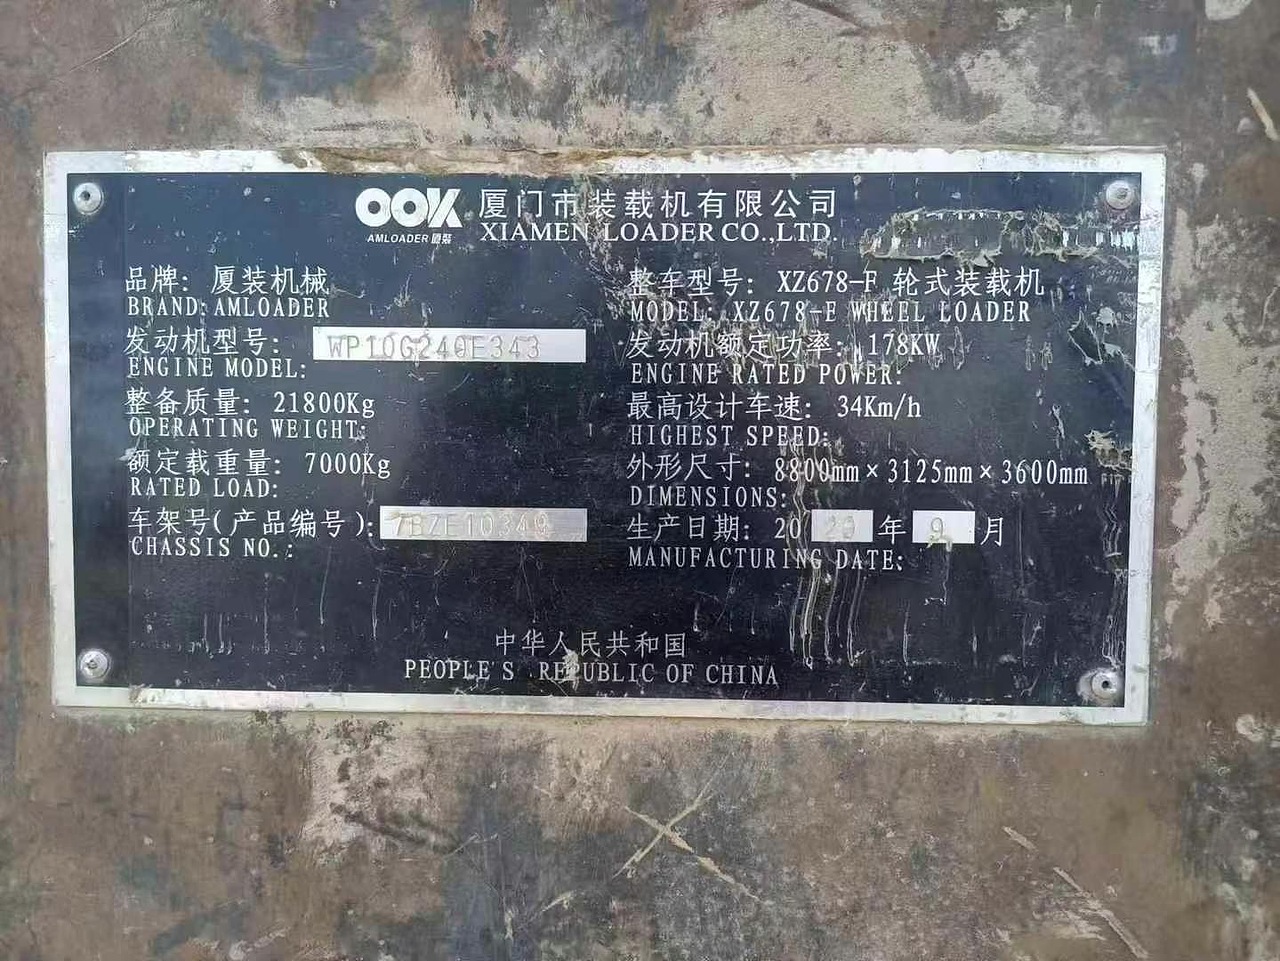 OOK 厦门市装载机有限公司
AMLOADER 厦装 XIAMEN LOADER CO.,LTD.
品牌: 厦装机械
BRAND: AMLOADER
发动机型号: WP10G240E343
ENGINE MODEL:
整备质量: 21800Kg
OPERATING WEIGHT:
额定载重量: 7000Kg
RATED LOAD:
车架号(产品编号): 7BZE10349
CHASSIS NO.:
整车型号: XZ678-F 轮式装载机
MODEL: XZ678-F WHEEL LOADER
发动机额定功率: 178KW
ENGINE RATED POWER:
最高设计车速: 34Km/h
HIGHEST SPEED:
外形尺寸: 8800mm×3125mm×3600mm
DIMENSIONS:
生产日期: 20 20 年 9 月
MANUFACTURING DATE:
中华人民共和国
PEOPLE'S REPUBLIC OF CHINA